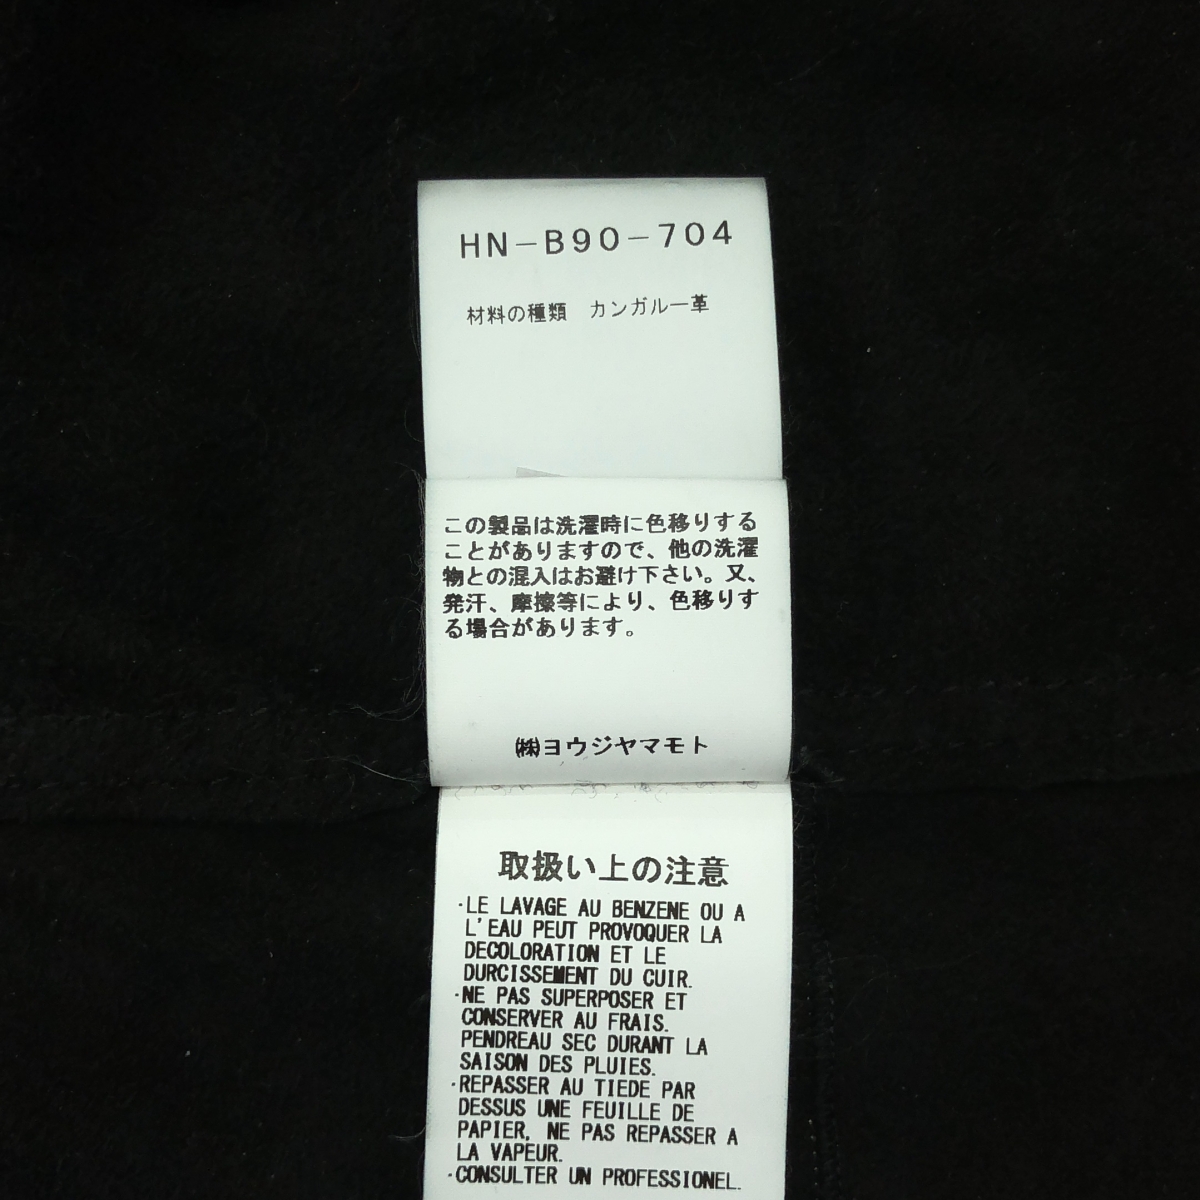 HN-B90-704
材料の種類 カンガルー革
この製品は洗濯時に色移りする
ことがありますので、他の洗濯
物との混入はお避け下さい。又、
発汗、摩擦等により、色移りす
る場合があります。
㈱ヨウジヤマモト
取扱い上の注意
・LE LAVAGE AU BENZENE OU A
L'EAU PEUT PROVOQUER LA
DECOLORATION ET LE
DURCISSEMENT DU CUIR.
・NE PAS SUPERPOSER ET
CONSERVER AU FRAIS.
PENDREAU SEC DURANT LA
SAISON DES PLUIES.
・REPASSER AU TIEDE PAR
DESSUS UNE FEUILLE DE
PAPIER, NE PAS REPASSER A
LA VAPEUR.
・CONSULTER UN PROFESSIONEL.